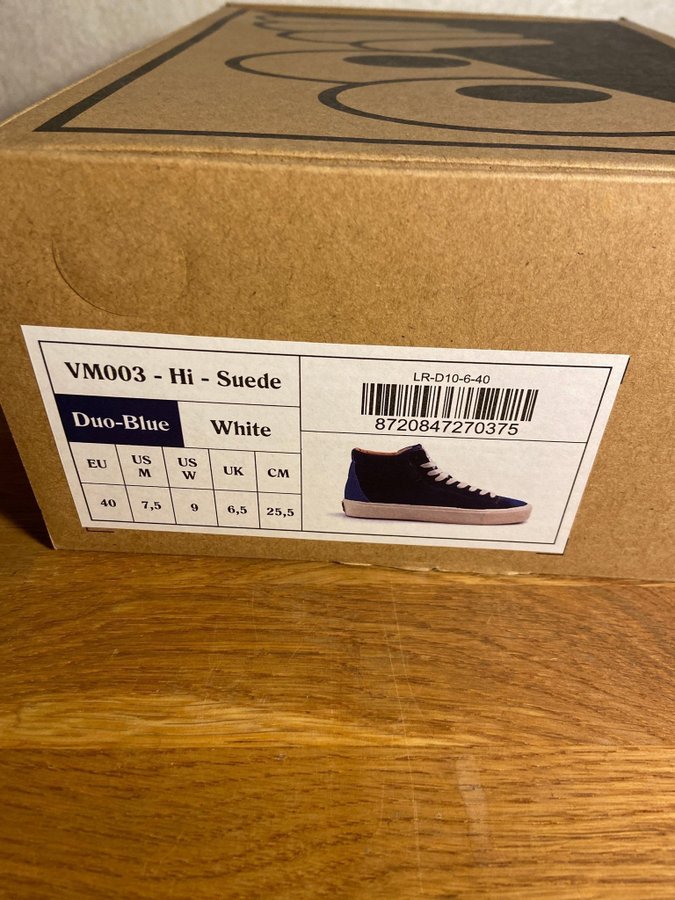 VM003 - Hi - Suede
Duo-Blue White
EU US M US W UK CM
40 7,5 9 6,5 25,5
LR-D10-6-40
8720847270375